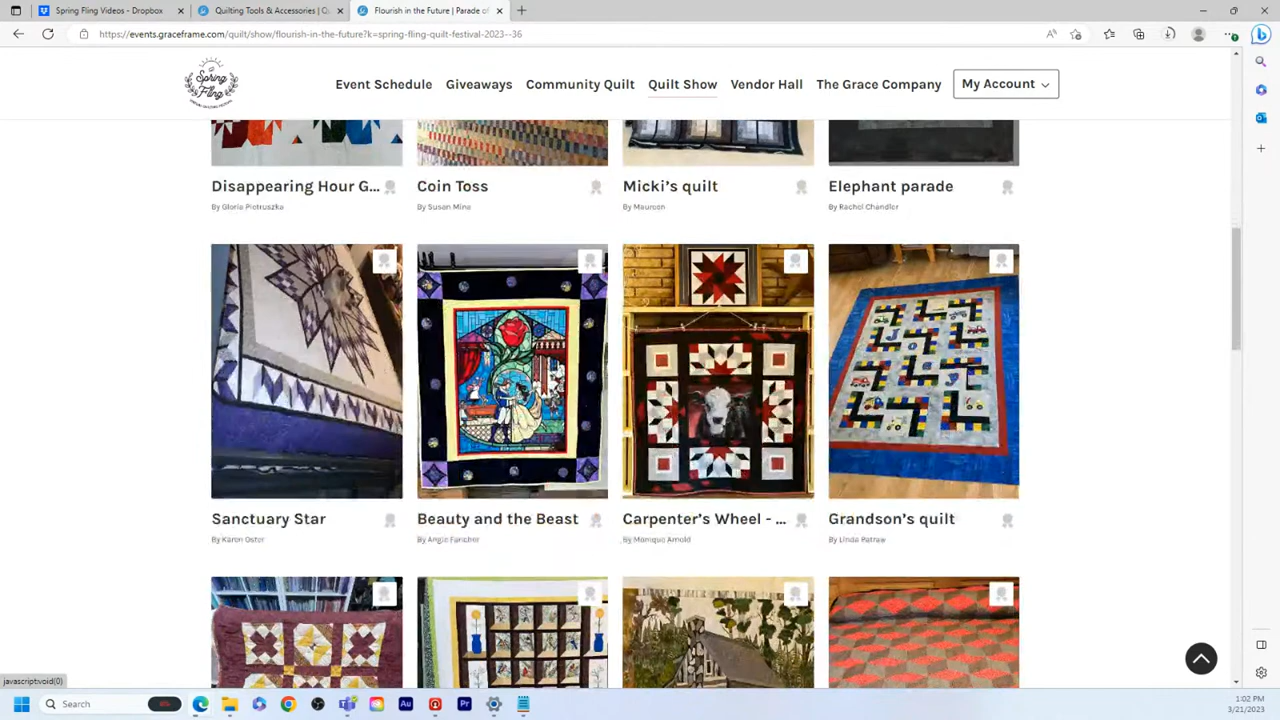 Spring Fling Videos - Dropbox
Quilting Tools & Accessories | Q
Flourish in the Future | Parade of
https://events.graceframe.com/quilt/show/flourish-in-the-future?k=spring-fling-quilt-festival-2023--36
Spring Fling
Event Schedule
Giveaways
Community Quilt
Quilt Show
Vendor Hall
The Grace Company
My Account
Disappearing Hour G...
Coin Toss
Micki's quilt
Elephant parade
By Gloria Pietruszka
By Susan Mino
By Maureen
By Rachel Chandler
Sanctuary Star
Beauty and the Beast
Carpenter's Wheel - ...
Grandson's quilt
By Karen Oster
By Angie Fancher
By Monique Arnold
By Linda Patraw
javascript:void(0)
Search
1:02 PM
3/21/2023